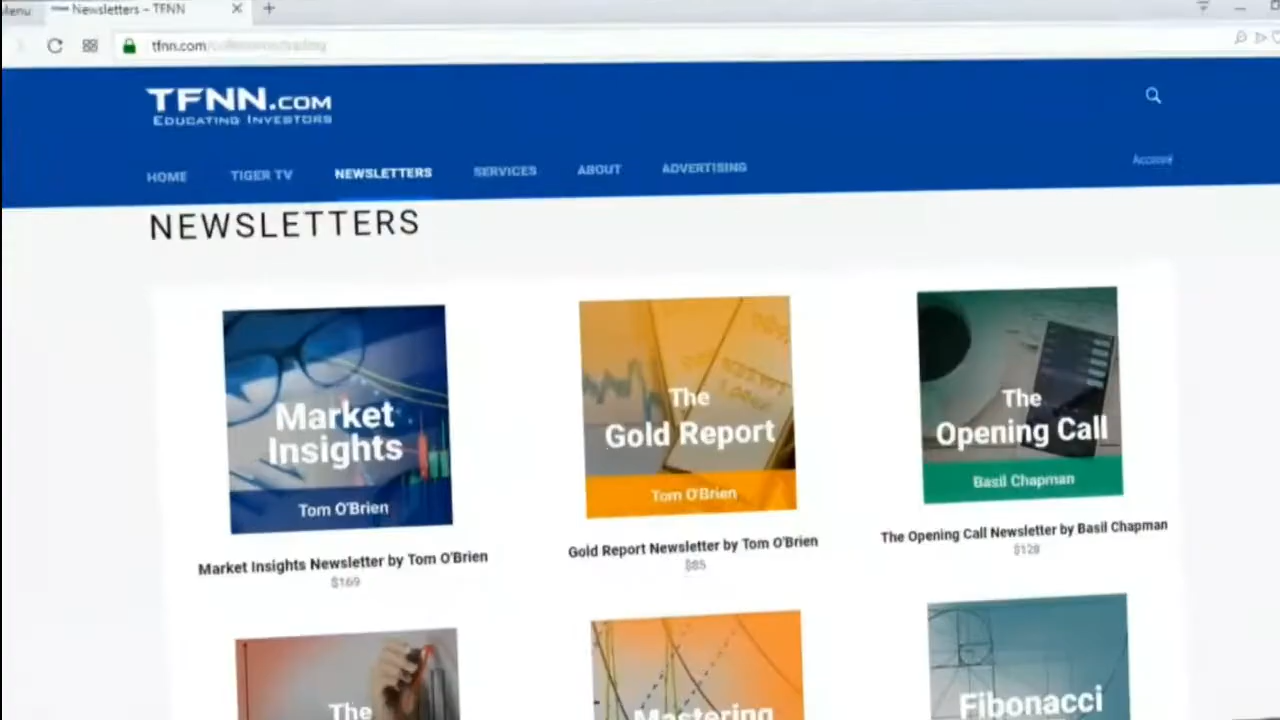 Menu
Newsletters – TFNN
tfnn.com
TFNN.COM
EDUCATING INVESTORS
HOME TIGER TV NEWSLETTERS SERVICES ABOUT ADVERTISING
Account
NEWSLETTERS
Market
Insights
Tom O'Brien
Market Insights Newsletter by Tom O'Brien
$169
The
Gold Report
Tom O'Brien
Gold Report Newsletter by Tom O'Brien
$85
The
Opening Call
Basil Chapman
The Opening Call Newsletter by Basil Chapman
$128
The
Mastering
Fibonacci